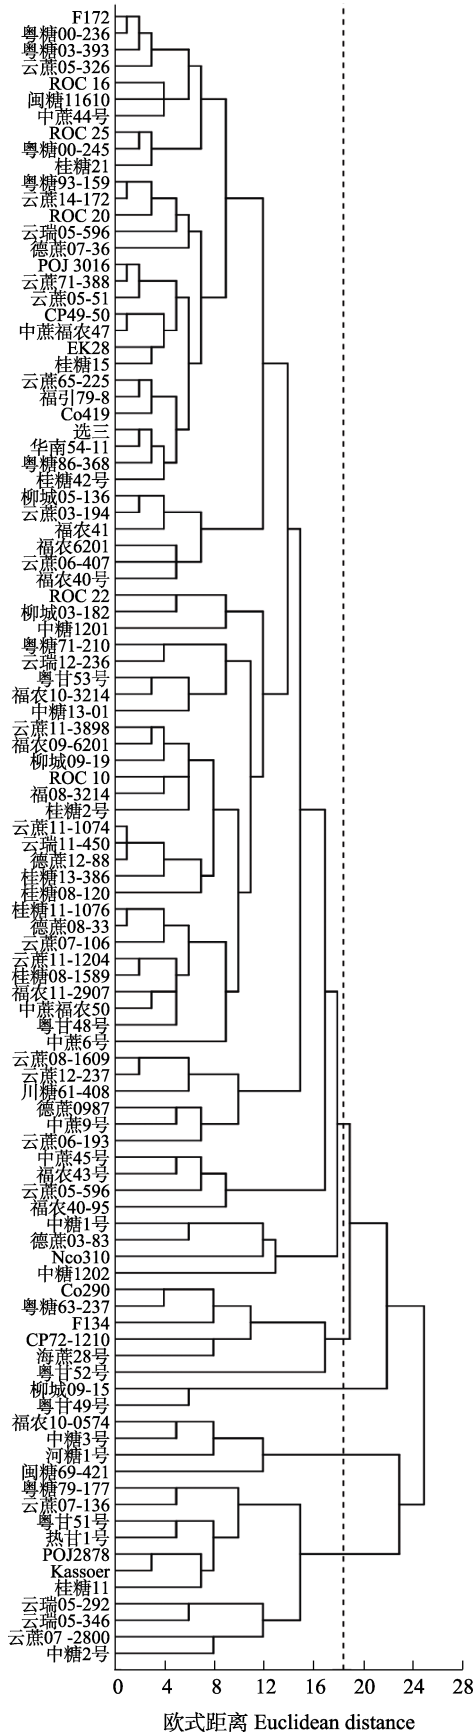 F172
粤糖00-236
粤糖03-393
云蔗05-326
ROC 16
闽糖11610
中蔗44号
ROC 25
粤糖00-245
桂糖21
粤糖93-159
云蔗14-172
ROC 20
云瑞05-596
德蔗07-36
POJ 3016
云蔗71-388
云蔗05-51
CP49-50
中蔗福农47
EK28
桂糖15
云蔗65-225
福引79-8
Co419
选三
华南54-11
粤糖86-368
桂糖42号
柳城05-136
云蔗03-194
福农41
福农6201
云蔗06-407
福农40号
ROC 22
柳城03-182
中糖1201
粤糖71-210
云瑞12-236
粤甘53号
福农10-3214
中糖13-01
云蔗11-3898
福农09-6201
柳城09-19
ROC 10
福08-3214
桂糖2号
云蔗11-1074
云瑞11-450
德蔗12-88
桂糖13-386
桂糖08-120
桂糖11-1076
德蔗08-33
云蔗07-106
云蔗11-1204
桂糖08-1589
福农11-2907
中蔗福农50
粤甘48号
中蔗6号
云蔗08-1609
云蔗12-237
川糖61-408
德蔗0987
中蔗9号
云蔗06-193
中蔗45号
福农43号
云蔗05-596
福农40-95
中糖1号
德蔗03-83
Nco310
中糖1202
Co290
粤糖63-237
F134
CP72-1210
海蔗28号
粤甘52号
柳城09-15
粤甘49号
福农10-0574
中糖3号
河糖1号
闽糖69-421
粤糖79-177
云蔗07-136
粤甘51号
热甘1号
POJ2878
Kassoer
桂糖11
云瑞05-292
云瑞05-346
云蔗07 -2800
中糖2号
0 4 8 12 16 20 24 28
欧式距离 Euclidean distance